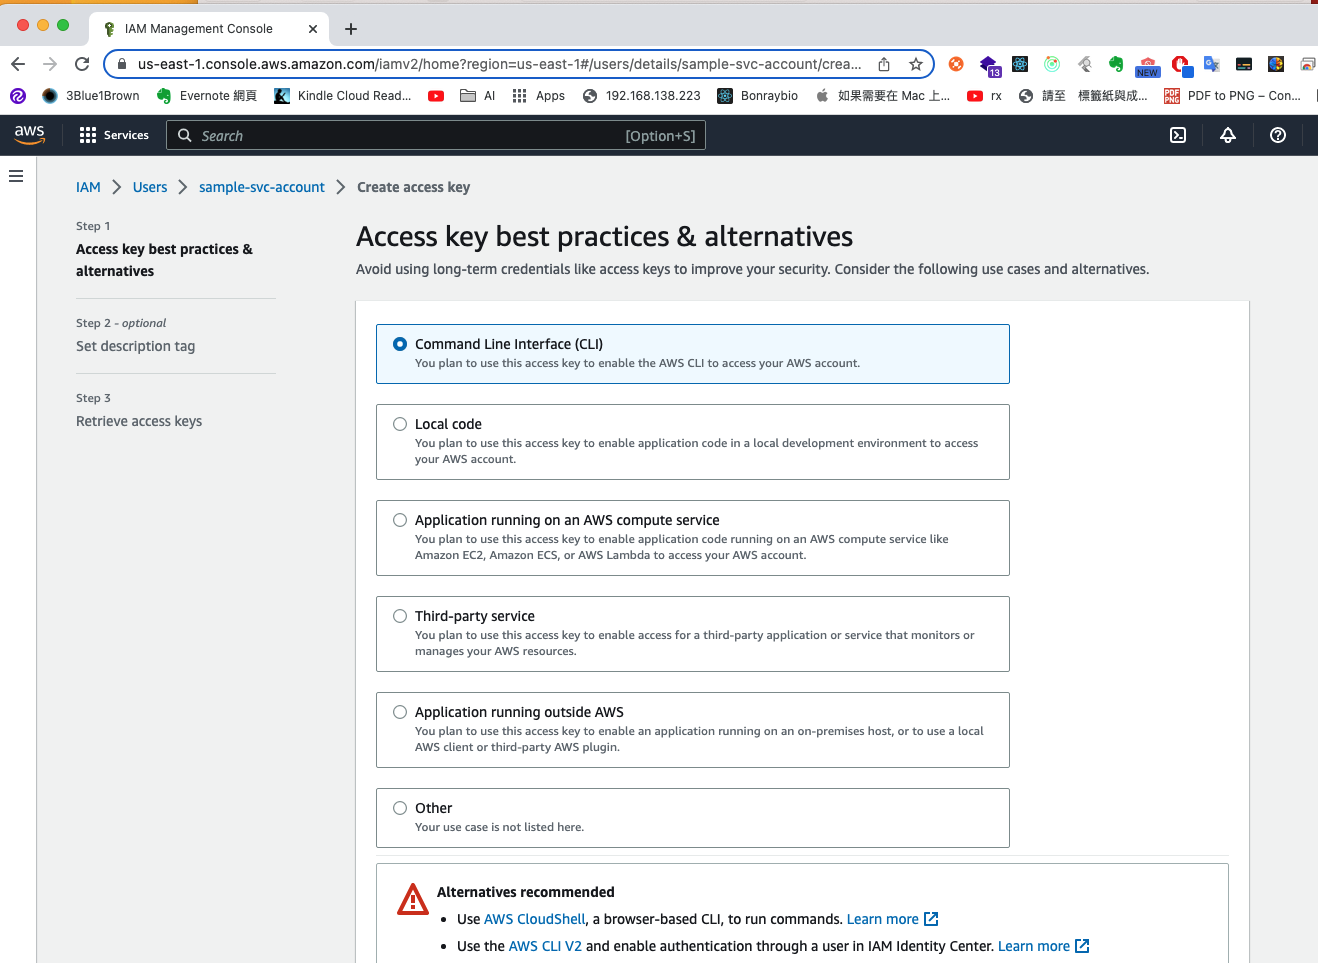 IAM Management Console
us-east-1.console.aws.amazon.com/iamv2/home?region=us-east-1#/users/details/sample-svc-account/crea...
13
NEW
3Blue1Brown
Evernote 網頁
Kindle Cloud Read...
AI
Apps
192.168.138.223
Bonraybio
如果需要在 Mac 上...
rx
請至 標籤紙與成...
PDF to PNG – Con...
aws
Services
Search
[Option+S]
IAM > Users > sample-svc-account > Create access key
Step 1
Access key best practices &
alternatives
Step 2 - optional
Set description tag
Step 3
Retrieve access keys
Access key best practices & alternatives
Avoid using long-term credentials like access keys to improve your security. Consider the following use cases and alternatives.
Command Line Interface (CLI)
You plan to use this access key to enable the AWS CLI to access your AWS account.
Local code
You plan to use this access key to enable application code in a local development environment to access
your AWS account.
Application running on an AWS compute service
You plan to use this access key to enable application code running on an AWS compute service like
Amazon EC2, Amazon ECS, or AWS Lambda to access your AWS account.
Third-party service
You plan to use this access key to enable access for a third-party application or service that monitors or
manages your AWS resources.
Application running outside AWS
You plan to use this access key to enable an application running on an on-premises host, or to use a local
AWS client or third-party AWS plugin.
Other
Your use case is not listed here.
Alternatives recommended
• Use AWS CloudShell, a browser-based CLI, to run commands. Learn more
• Use the AWS CLI V2 and enable authentication through a user in IAM Identity Center. Learn more